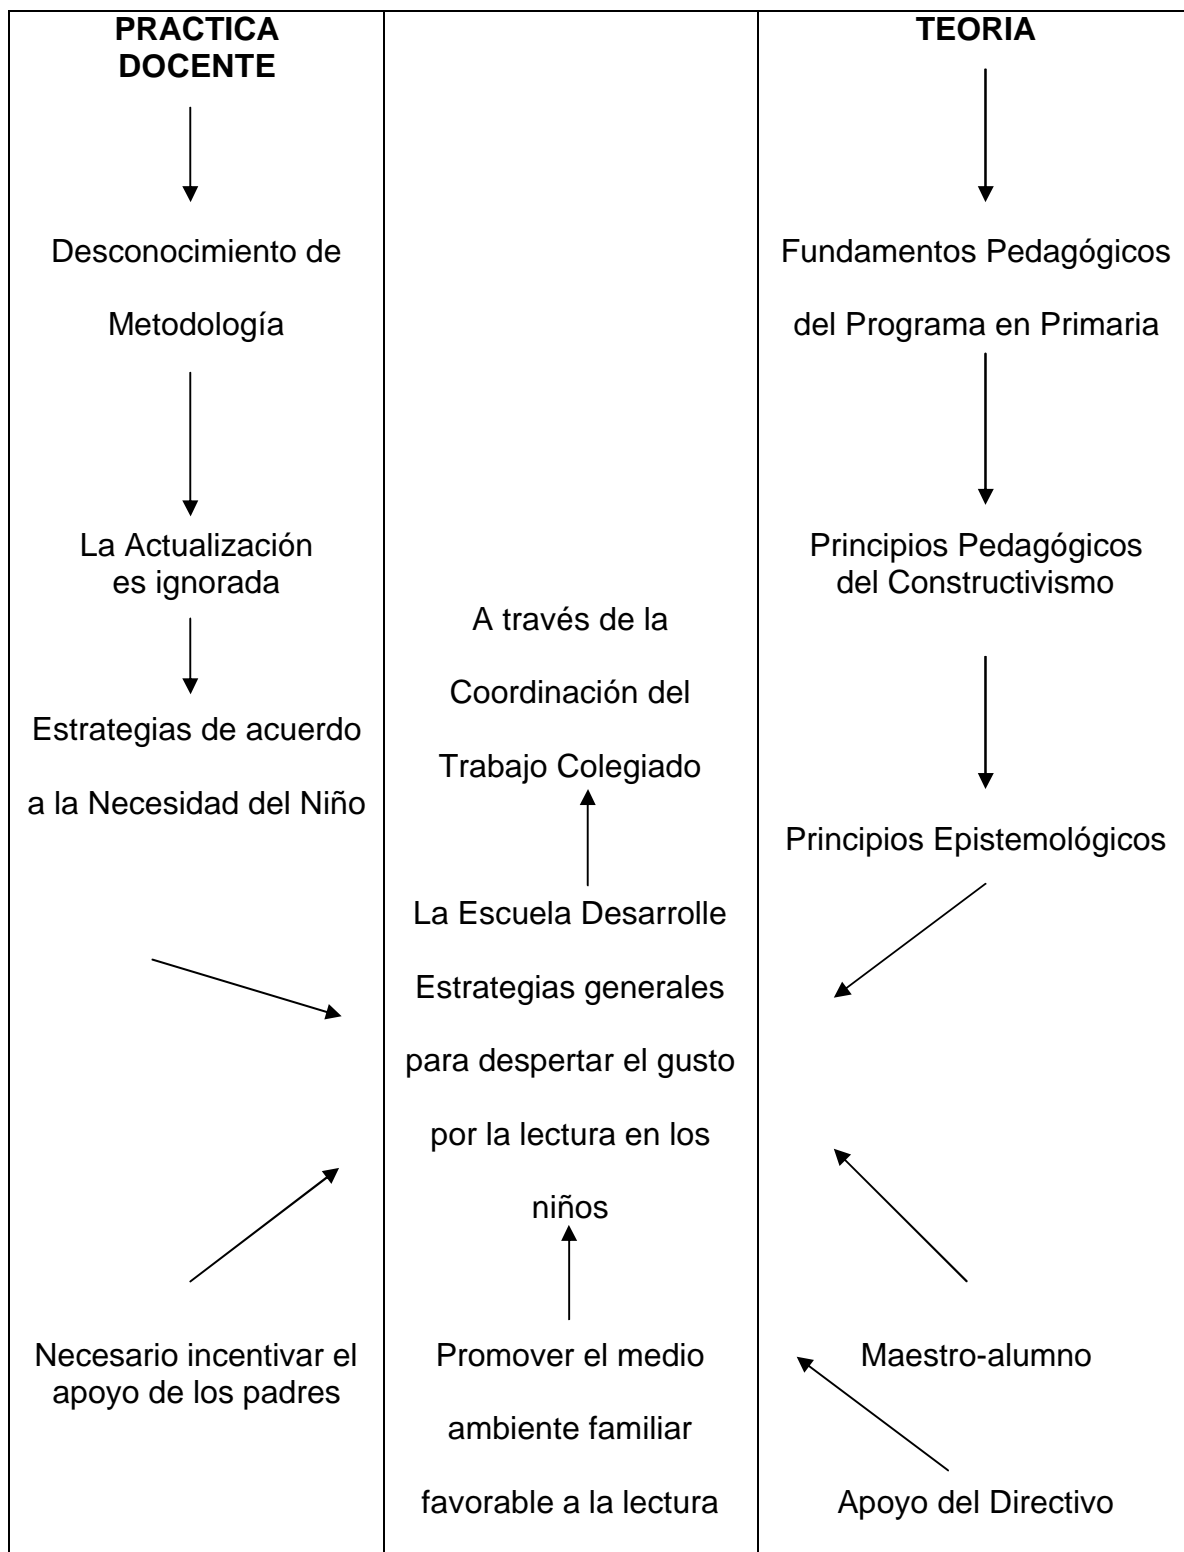 PRACTICA
DOCENTE
Desconocimiento de
Metodología
La Actualización
es ignorada
Estrategias de acuerdo
a la Necesidad del Niño
Necesario incentivar el
apoyo de los padres
A través de la
Coordinación del
Trabajo Colegiado
La Escuela Desarrolle
Estrategias generales
para despertar el gusto
por la lectura en los
niños
Promover el medio
ambiente familiar
favorable a la lectura
TEORIA
Fundamentos Pedagógicos
del Programa en Primaria
Principios Pedagógicos
del Constructivismo
Principios Epistemológicos
Maestro-alumno
Apoyo del Directivo